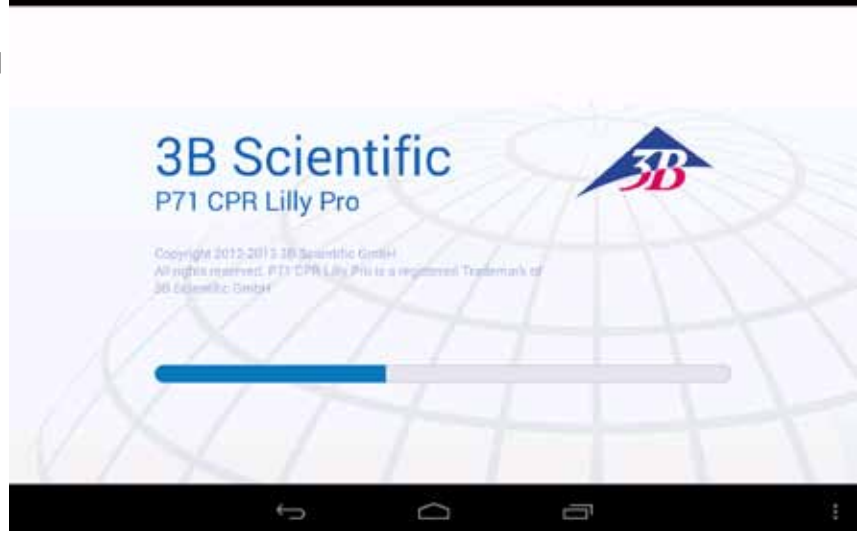 3B Scientific
3B
P71 CPR Lilly Pro
Copyright 2012-2013 3B Scientific GmbH
All rights reserved. P71 CPR Lilly Pro is a registered Trademark of
3B Scientific GmbH